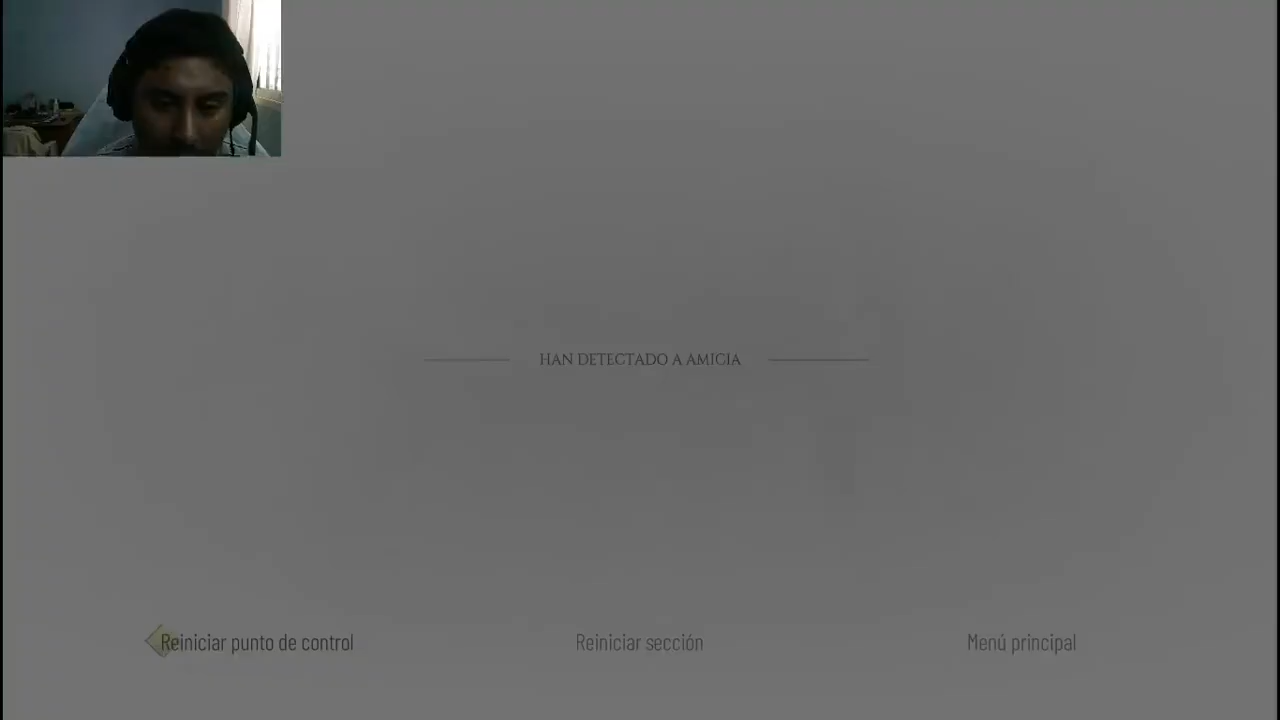 HAN DETECTADO A AMICIA
Reiniciar punto de control
Reiniciar sección
Menú principal